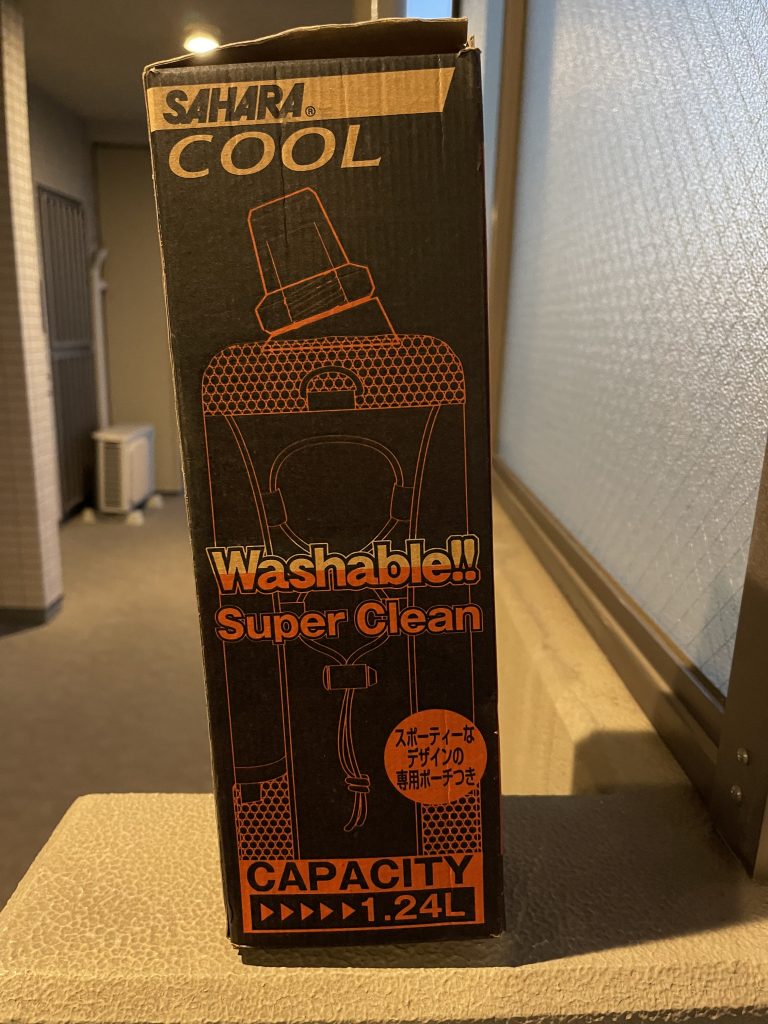 SAHARA®
COOL
Washable!!
Super Clean
スポーティーな
デザインの
専用ポーチつき
CAPACITY
▷▷▷▷▷1.24L